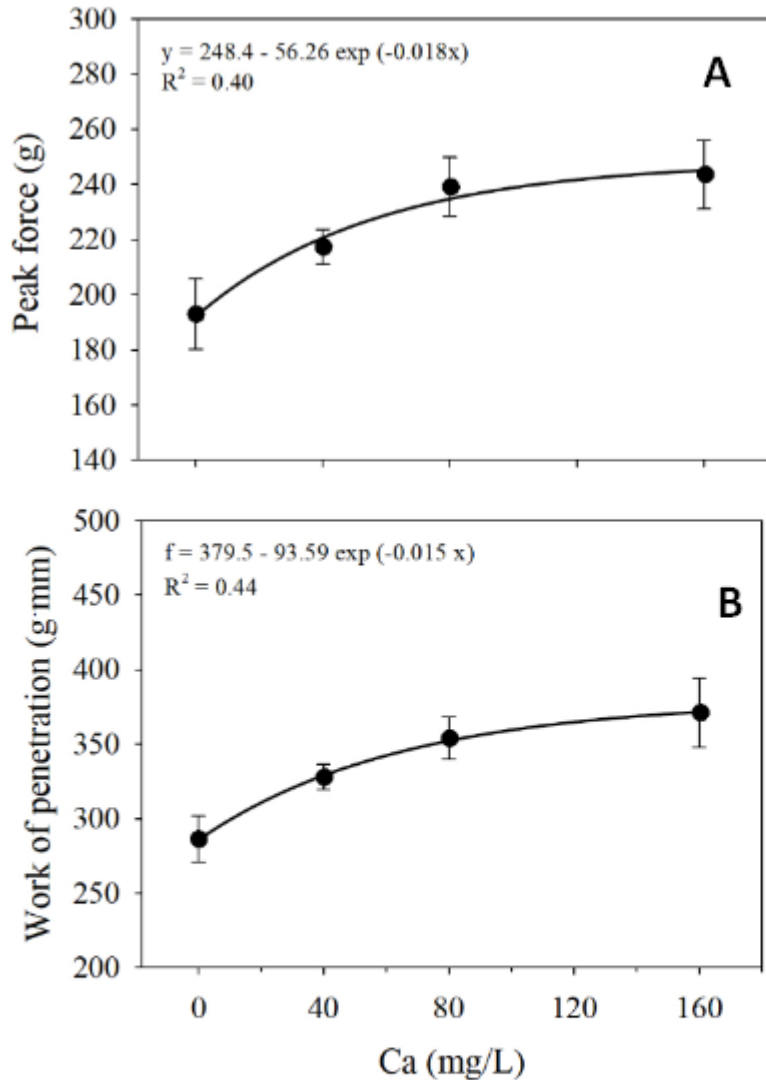 300
y = 248.4 - 56.26 exp (-0.018x)
R² = 0.40
A
280
260
240
220
200
180
160
140
Peak force (g)
500
f = 379.5 - 93.59 exp (-0.015 x)
R² = 0.44
B
450
400
350
300
250
200
Work of penetration (g·mm)
0 40 80 120 160
Ca (mg/L)